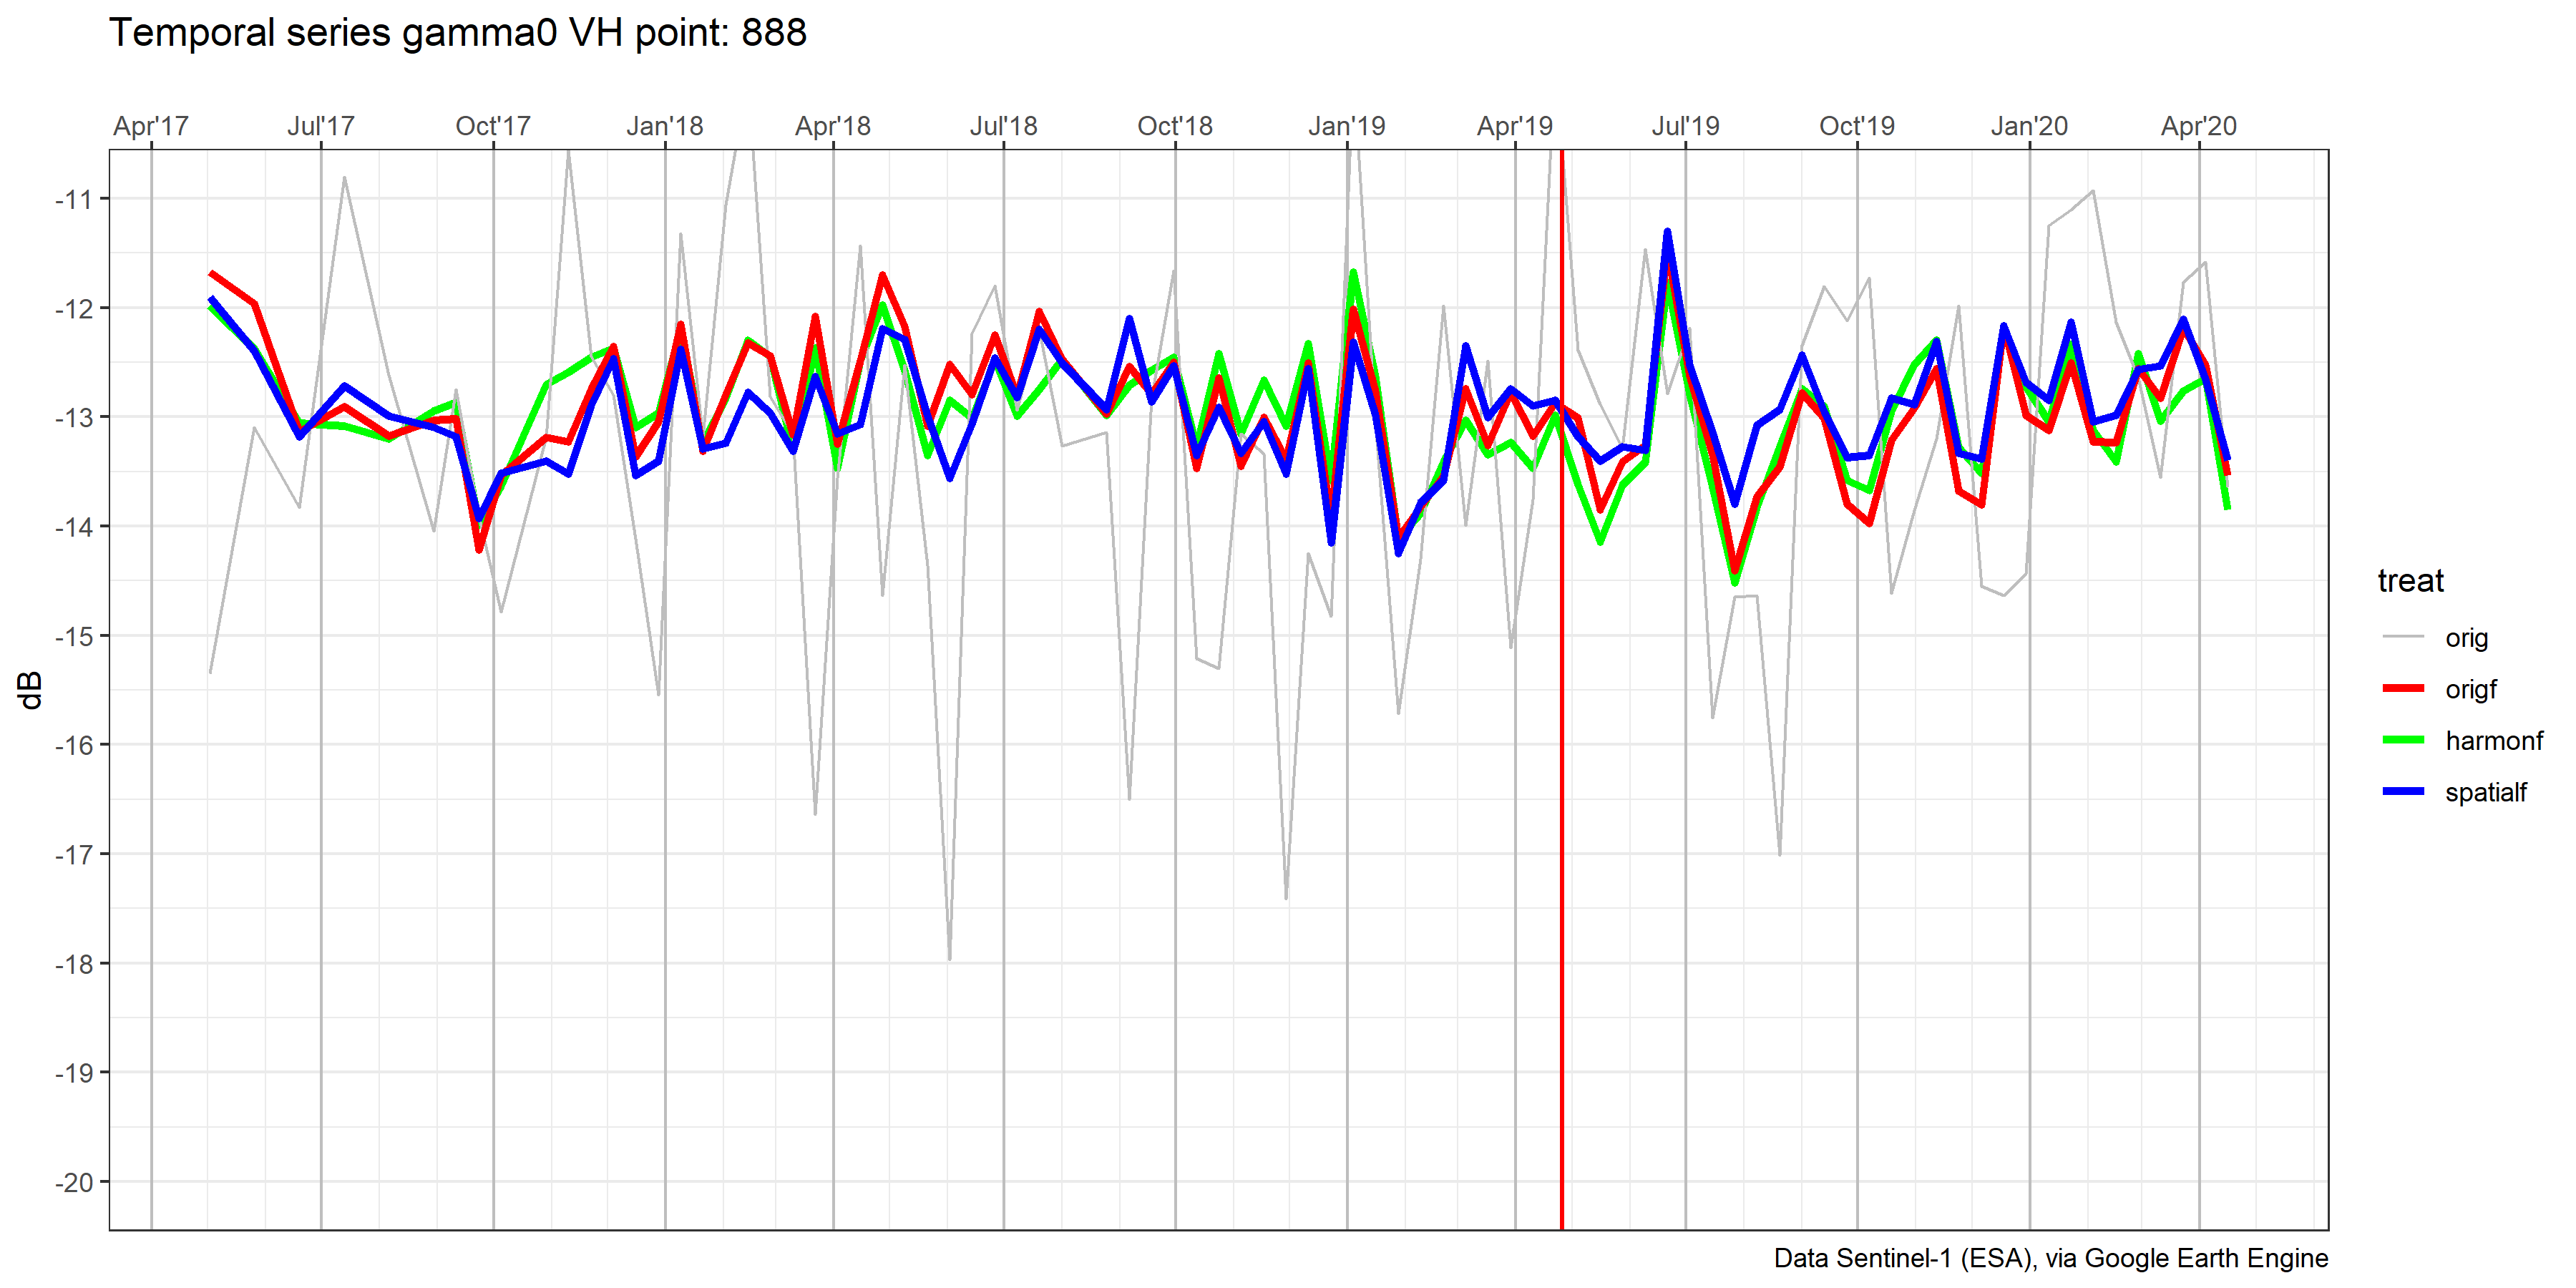 Temporal series gamma0 VH point: 888
Apr'17 Jul'17 Oct'17 Jan'18 Apr'18 Jul'18 Oct'18 Jan'19 Apr'19 Jul'19 Oct'19 Jan'20 Apr'20
-11
-12
-13
-14
-15
-16
-17
-18
-19
-20
dB
treat
orig
origf
harmonf
spatialf
Data Sentinel-1 (ESA), via Google Earth Engine